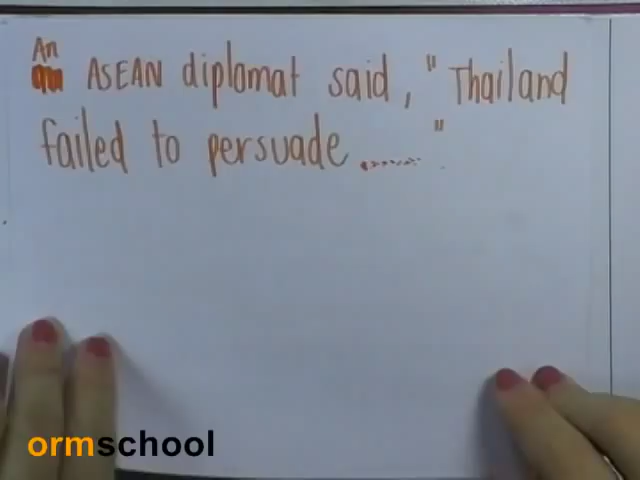 An
ASEAN diplomat said, "Thailand
failed to persuade ........"
ormschool